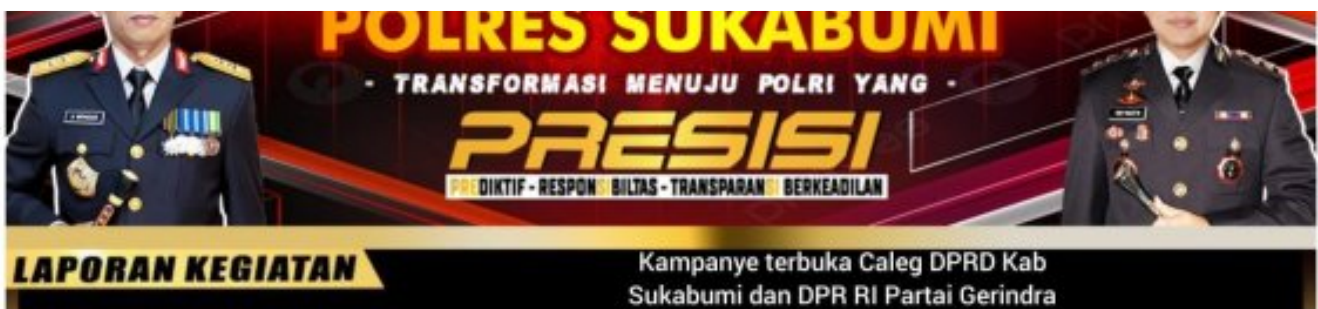 POLRES SUKABUMI
- TRANSFORMASI MENUJU POLRI YANG -
PRESISI
PREDIKTIF - RESPONSIBILTAS - TRANSPARANSI BERKEADILAN
LAPORAN KEGIATAN
Kampanye terbuka Caleg DPRD Kab
Sukabumi dan DPR RI Partai Gerindra